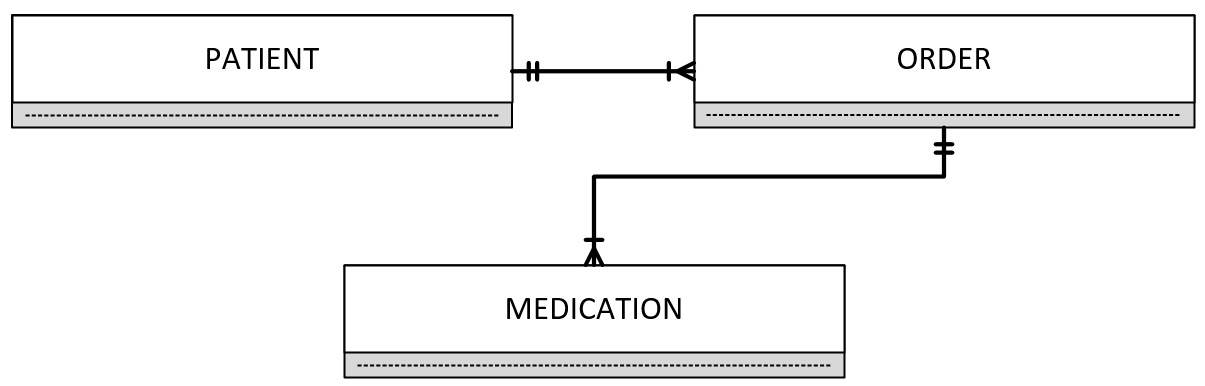 PATIENT
ORDER
MEDICATION